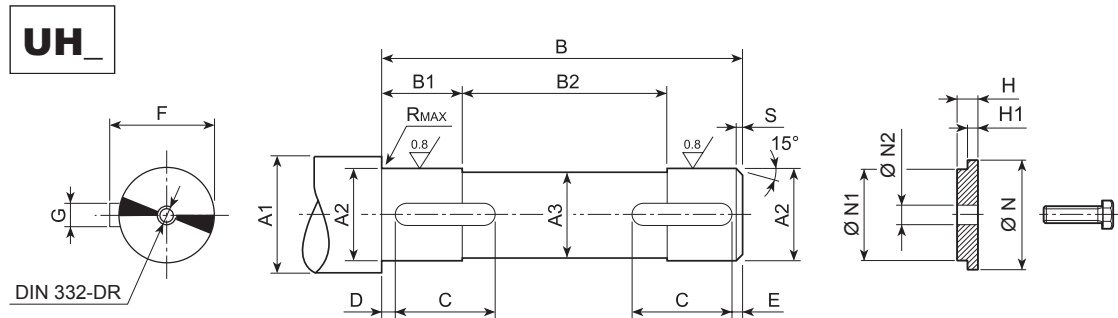 UH_
B
B1
B2
H
H1
F
RMAX
S
0.8
0.8
15°
Ø N2
G
A1
A2
A3
A2
Ø N1
Ø N
DIN 332-DR
D
C
C
E